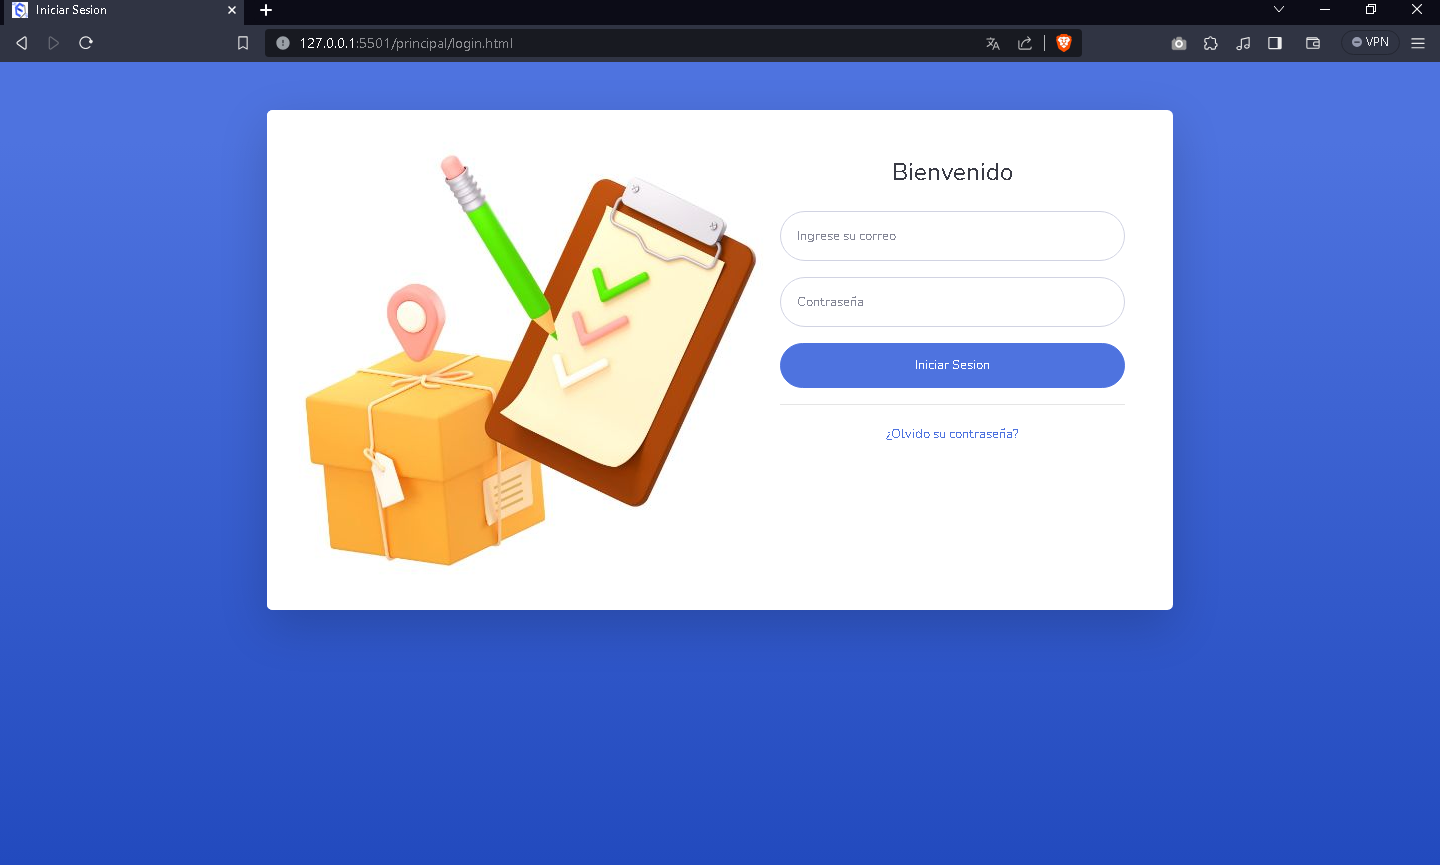 Iniciar Sesion
127.0.0.1:5501/principal/login.html
VPN
Bienvenido
Ingrese su correo
Contraseña
Iniciar Sesion
¿Olvido su contraseña?